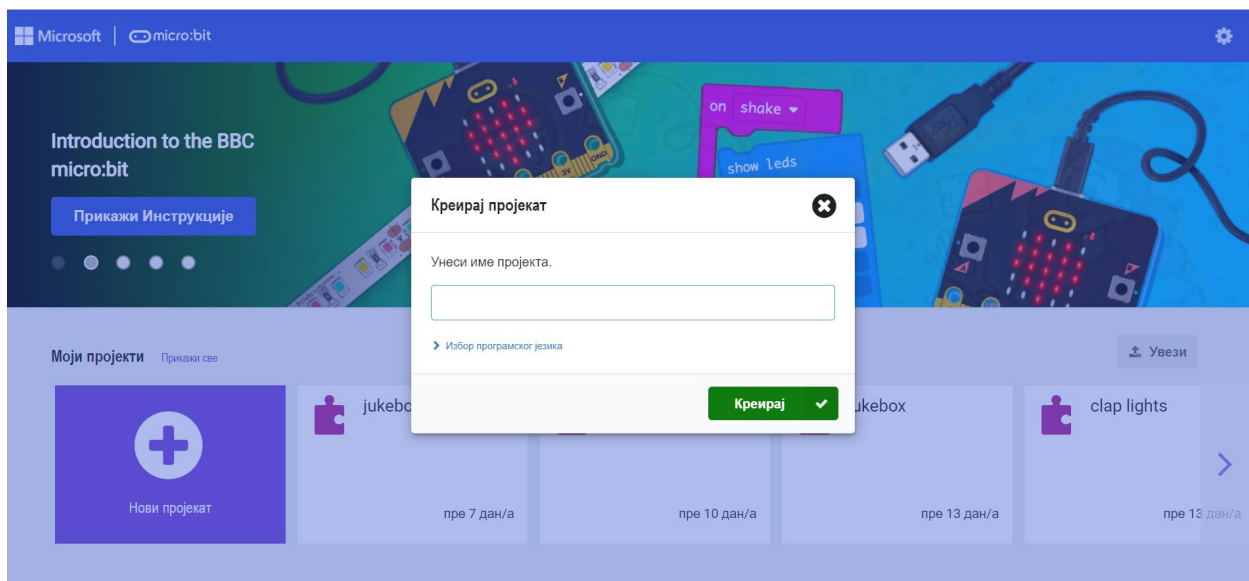 Microsoft | micro:bit
Introduction to the BBC
micro:bit
Прикажи Инструкције
on shake
show leds
3V GND
Креирај пројекат
Унеси име пројекта.
Избор програмског језика
Креирај
Моји пројекти Прикажи све
Увези
Нови пројекат
jukebo
пре 7 дан/а
пре 10 дан/а
ukebox
пре 13 дан/а
clap lights
пре 13 дан/а